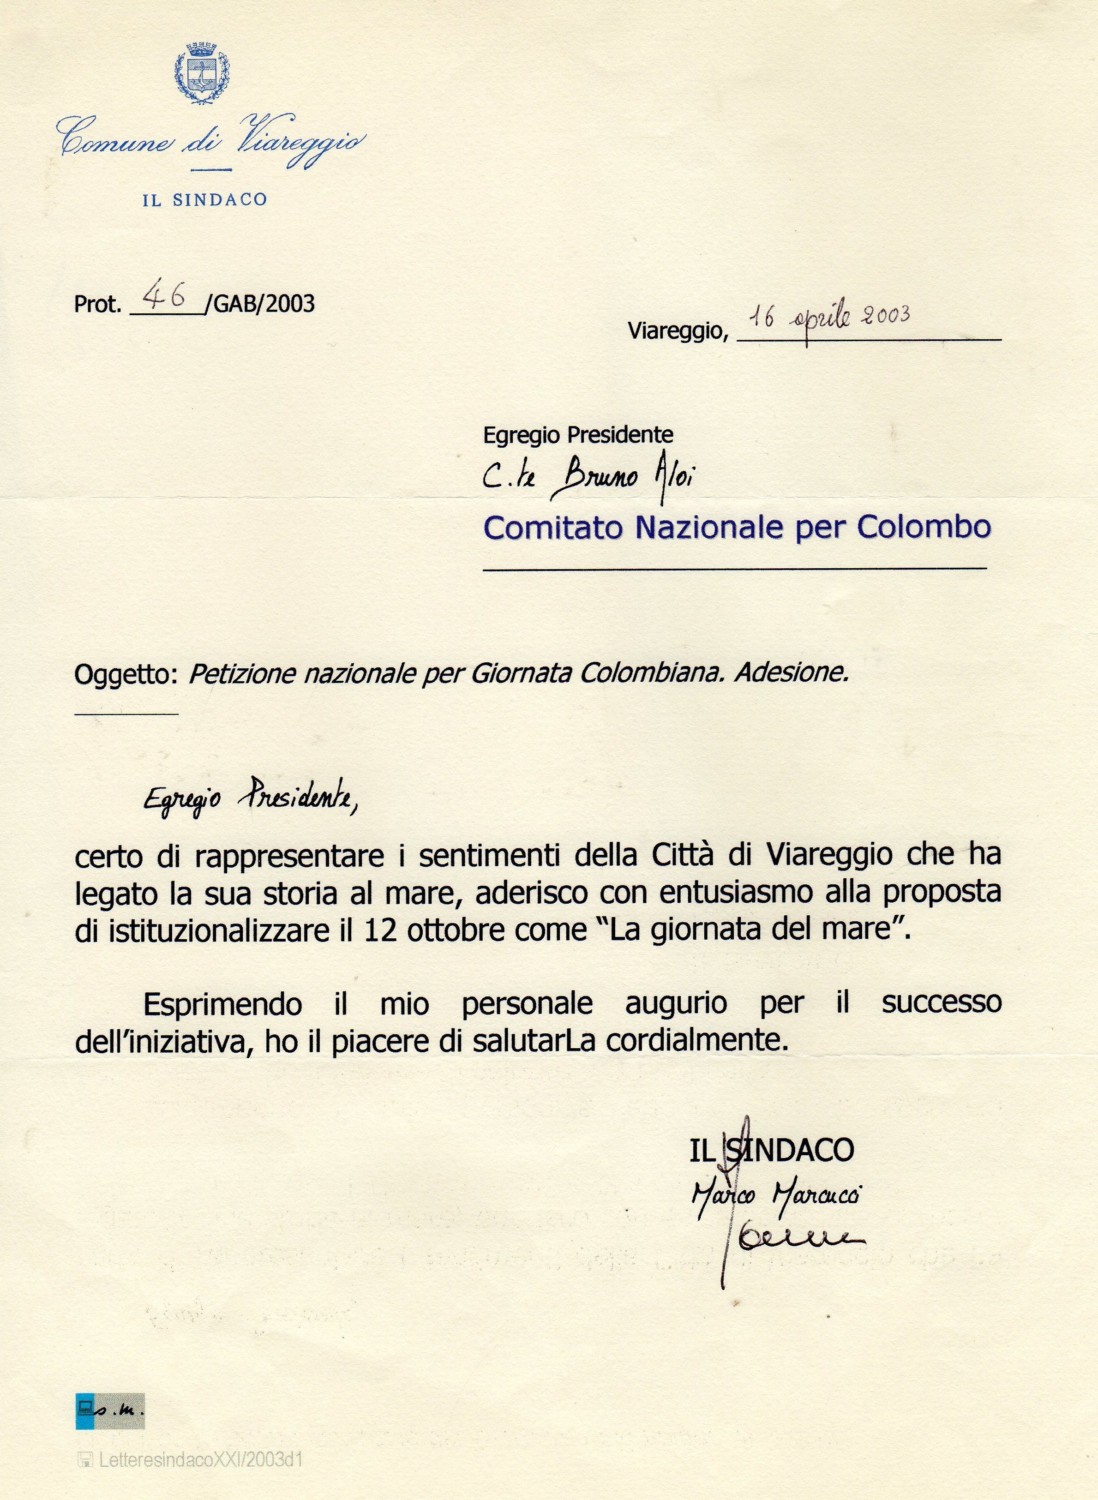 Comune di Viareggio
IL SINDACO
Prot. 46 /GAB/2003
Viareggio, 16 aprile 2003
Egregio Presidente
C.te Bruno Aloi
Comitato Nazionale per Colombo
Oggetto: Petizione nazionale per Giornata Colombiana. Adesione.
Egregio Presidente,
certo di rappresentare i sentimenti della Città di Viareggio che ha
legato la sua storia al mare, aderisco con entusiasmo alla proposta
di istituzionalizzare il 12 ottobre come “La giornata del mare”.
Esprimendo il mio personale augurio per il successo
dell’iniziativa, ho il piacere di salutarLa cordialmente.
IL SINDACO
Marco Marcucci
s.m.
LetteresindacoXXI/2003d1